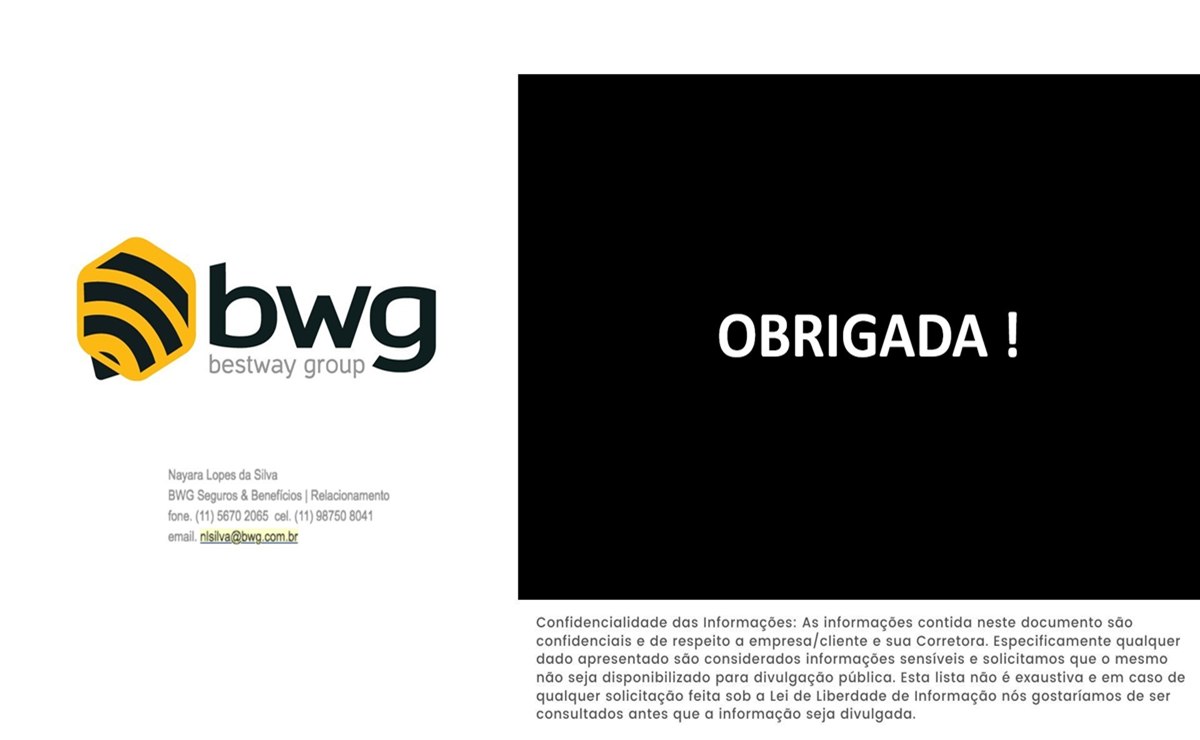 bwg
bestway group
Nayara Lopes da Silva
BWG Seguros & Benefícios | Relacionamento
fone. (11) 5670 2065 cel. (11) 98750 8041
email. nlsilva@bwg.com.br
OBRIGADA !
Confidencialidade das Informações: As informações contida neste documento são
confidenciais e de respeito a empresa/cliente e sua Corretora. Especificamente qualquer
dado apresentado são considerados informações sensíveis e solicitamos que o mesmo
não seja disponibilizado para divulgação pública. Esta lista não é exaustiva e em caso de
qualquer solicitação feita sob a Lei de Liberdade de Informação nós gostaríamos de ser
consultados antes que a informação seja divulgada.